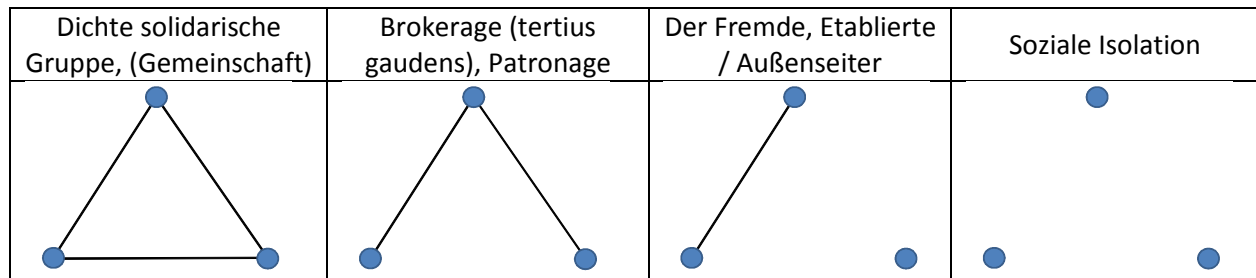 Dichte solidarische
Gruppe, (Gemeinschaft)
Brokerage (tertius
gaudens), Patronage
Der Fremde, Etablierte
/ Außenseiter
Soziale Isolation